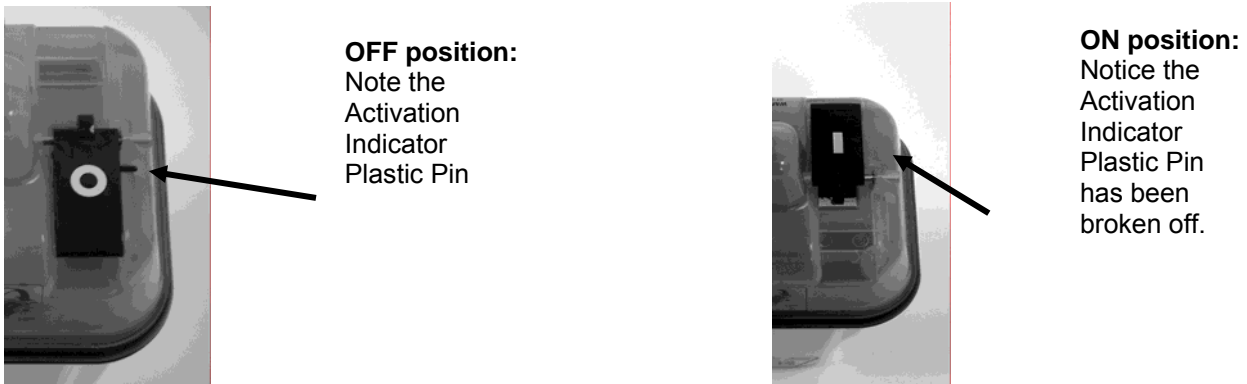 OFF position:
Note the
Activation
Indicator
Plastic Pin
ON position:
Notice the
Activation
Indicator
Plastic Pin
has been
broken off.